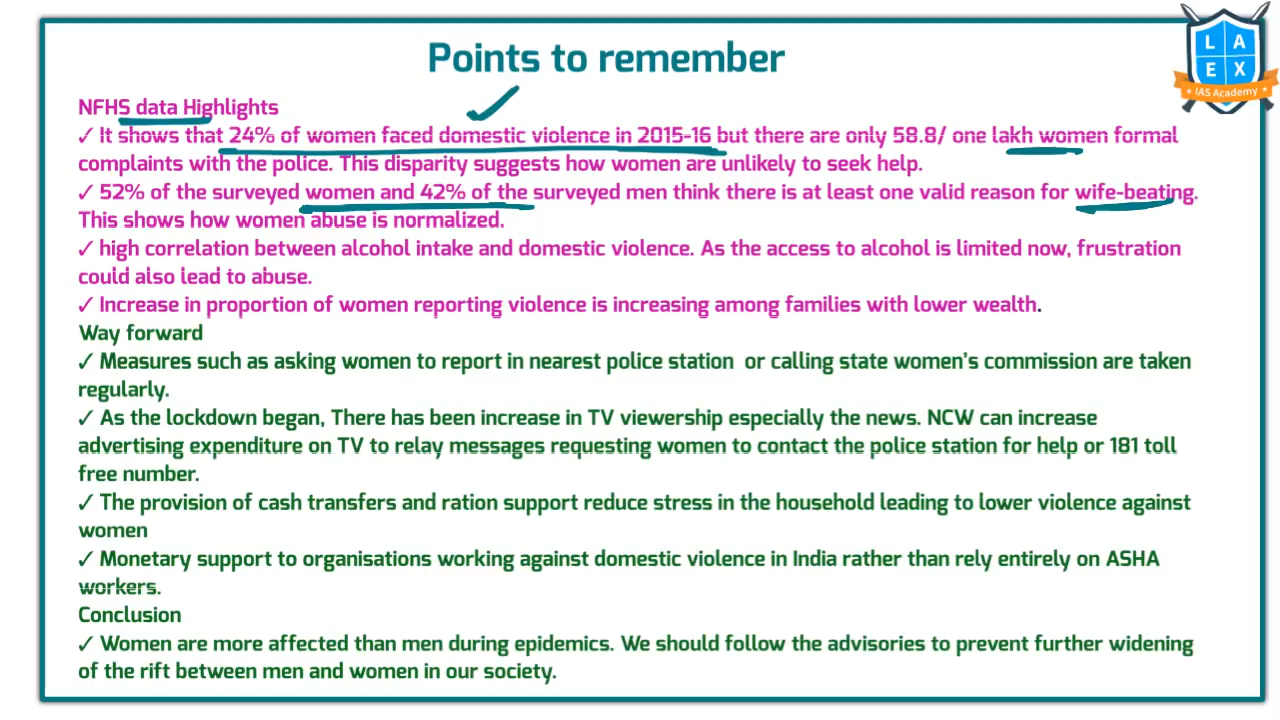 Points to remember
L A
E X
IAS Academy
NFHS data Highlights
✓ It shows that 24% of women faced domestic violence in 2015-16 but there are only 58.8/ one lakh women formal
complaints with the police. This disparity suggests how women are unlikely to seek help.
✓ 52% of the surveyed women and 42% of the surveyed men think there is at least one valid reason for wife-beating.
This shows how women abuse is normalized.
✓ high correlation between alcohol intake and domestic violence. As the access to alcohol is limited now, frustration
could also lead to abuse.
✓ Increase in proportion of women reporting violence is increasing among families with lower wealth.
Way forward
✓ Measures such as asking women to report in nearest police station or calling state women's commission are taken
regularly.
✓ As the lockdown began, There has been increase in TV viewership especially the news. NCW can increase
advertising expenditure on TV to relay messages requesting women to contact the police station for help or 181 toll
free number.
✓ The provision of cash transfers and ration support reduce stress in the household leading to lower violence against
women
✓ Monetary support to organisations working against domestic violence in India rather than rely entirely on ASHA
workers.
Conclusion
✓ Women are more affected than men during epidemics. We should follow the advisories to prevent further widening
of the rift between men and women in our society.